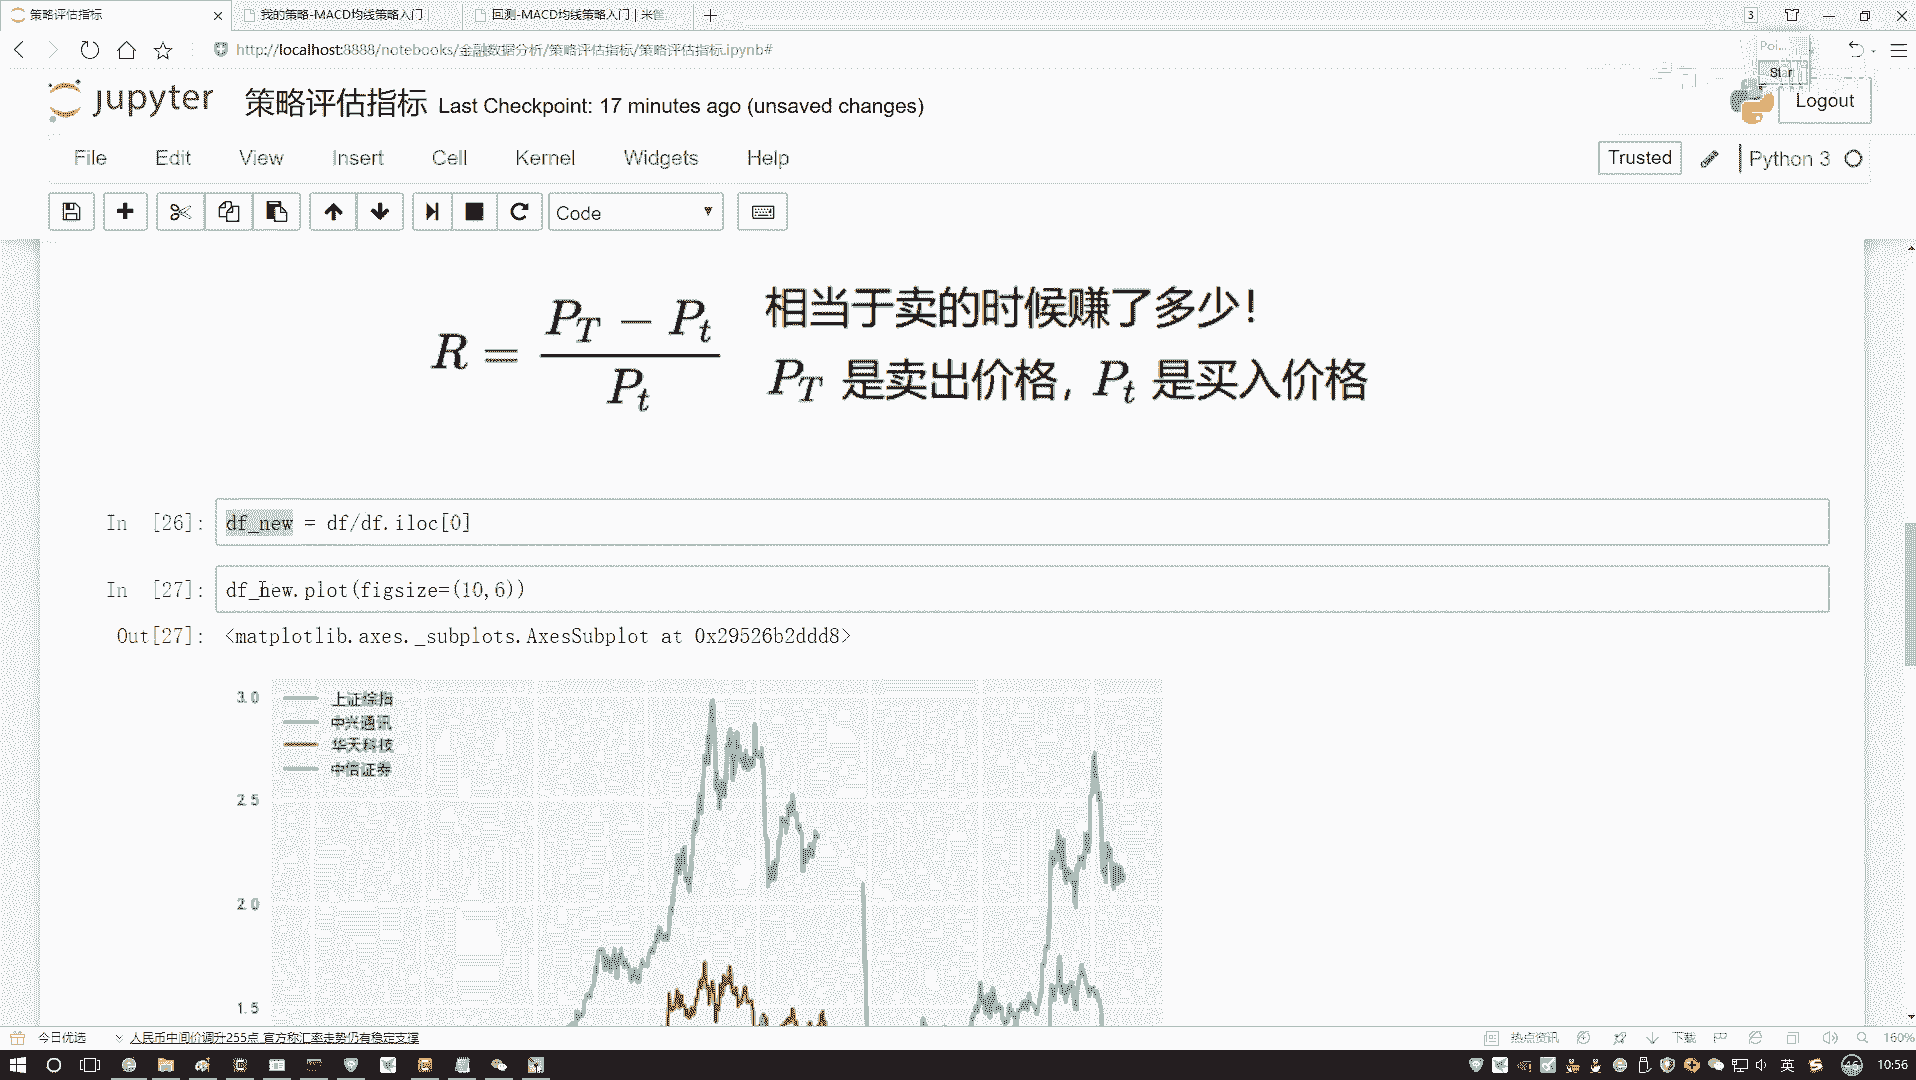 策略评估指标
我的策略-MACD均线策略入门
回测-MACD均线策略入门 | 米筐
3
http://localhost:8888/notebooks/金融数据分析/策略评估指标/策略评估指标.ipynb#
Poi...
Star
jupyter 策略评估指标 Last Checkpoint: 17 minutes ago (unsaved changes)
Logout
File Edit View Insert Cell Kernel Widgets Help
Trusted Python 3
Code
R = (P_T − P_t) / P_t
相当于卖的时候赚了多少!
P_T 是卖出价格, P_t 是买入价格
In [26]: df_new = df/df.iloc[0]
In [27]: df_new.plot(figsize=(10,6))
Out[27]: <matplotlib.axes._subplots.AxesSubplot at 0x29526b2ddd8>
3.0
上证综指
中兴通讯
华天科技
中信证券
2.5
2.0
1.5
今日优选 人民币中间价调升255点 官方称汇率走势仍有稳定支撑
热点资讯 下载 160%
英 46 10:56